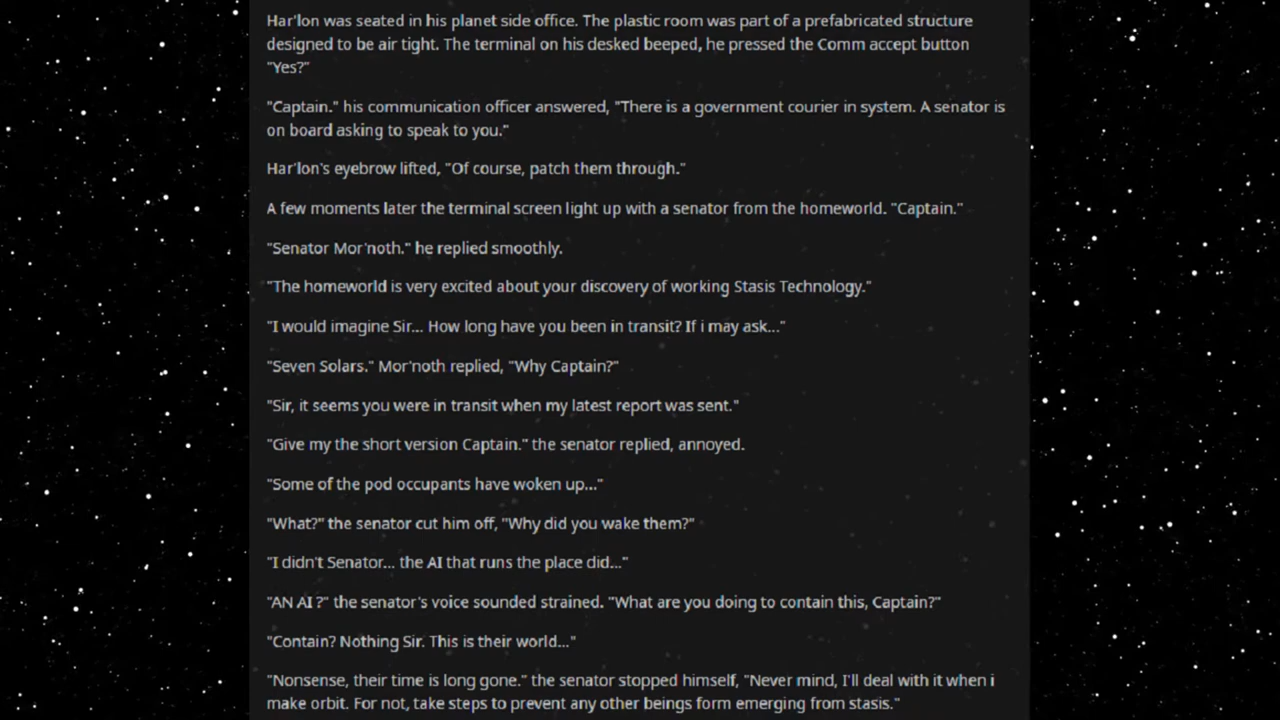 Har'lon was seated in his planet side office. The plastic room was part of a prefabricated structure
designed to be air tight. The terminal on his desked beeped, he pressed the Comm accept button
"Yes?"
"Captain." his communication officer answered, "There is a government courier in system. A senator is
on board asking to speak to you."
Har'lon's eyebrow lifted, "Of course, patch them through."
A few moments later the terminal screen light up with a senator from the homeworld. "Captain."
"Senator Mor'noth." he replied smoothly.
"The homeworld is very excited about your discovery of working Stasis Technology."
"I would imagine Sir... How long have you been in transit? If i may ask..."
"Seven Solars." Mor'noth replied, "Why Captain?"
"Sir, it seems you were in transit when my latest report was sent."
"Give my the short version Captain." the senator replied, annoyed.
"Some of the pod occupants have woken up..."
"What?" the senator cut him off, "Why did you wake them?"
"I didn't Senator... the AI that runs the place did..."
"AN AI ?" the senator's voice sounded strained. "What are you doing to contain this, Captain?"
"Contain? Nothing Sir. This is their world..."
"Nonsense, their time is long gone." the senator stopped himself, "Never mind, I'll deal with it when i
make orbit. For not, take steps to prevent any other beings form emerging from stasis."